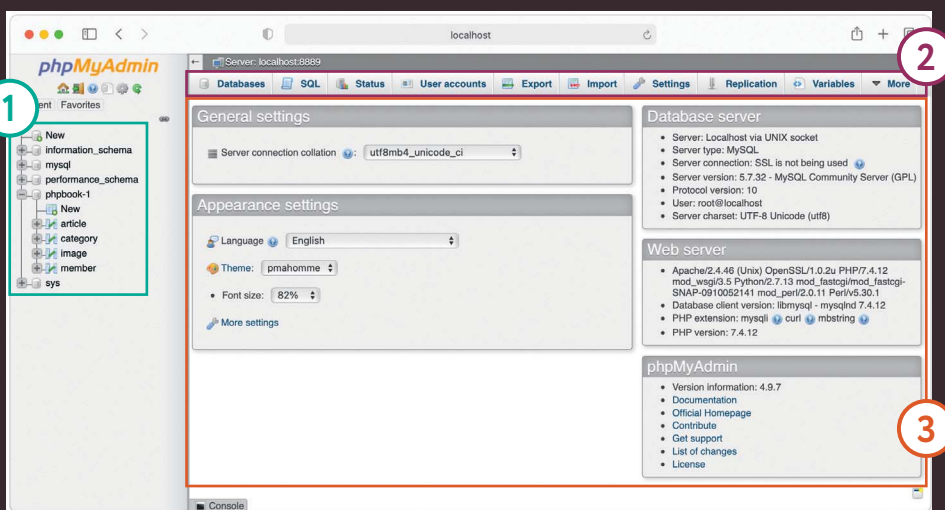 localhost
phpMyAdmin
ent Favorites
1
New
information_schema
mysql
performance_schema
phpbook-1
New
article
category
image
member
sys
Server: localhost:8889
2
Databases SQL Status User accounts Export Import Settings Replication Variables More
General settings
Server connection collation : utf8mb4_unicode_ci
Appearance settings
Language English
Theme: pmahomme
• Font size: 82%
More settings
Database server
• Server: Localhost via UNIX socket
• Server type: MySQL
• Server connection: SSL is not being used
• Server version: 5.7.32 - MySQL Community Server (GPL)
• Protocol version: 10
• User: root@localhost
• Server charset: UTF-8 Unicode (utf8)
Web server
• Apache/2.4.46 (Unix) OpenSSL/1.0.2u PHP/7.4.12
mod_wsgi/3.5 Python/2.7.13 mod_fastcgi/mod_fastcgi-
SNAP-0910052141 mod_perl/2.0.11 Perl/v5.30.1
• Database client version: libmysql - mysqlnd 7.4.12
• PHP extension: mysqli curl mbstring
• PHP version: 7.4.12
phpMyAdmin
• Version information: 4.9.7
• Documentation
• Official Homepage
• Contribute
• Get support
• List of changes
• License
3
Console